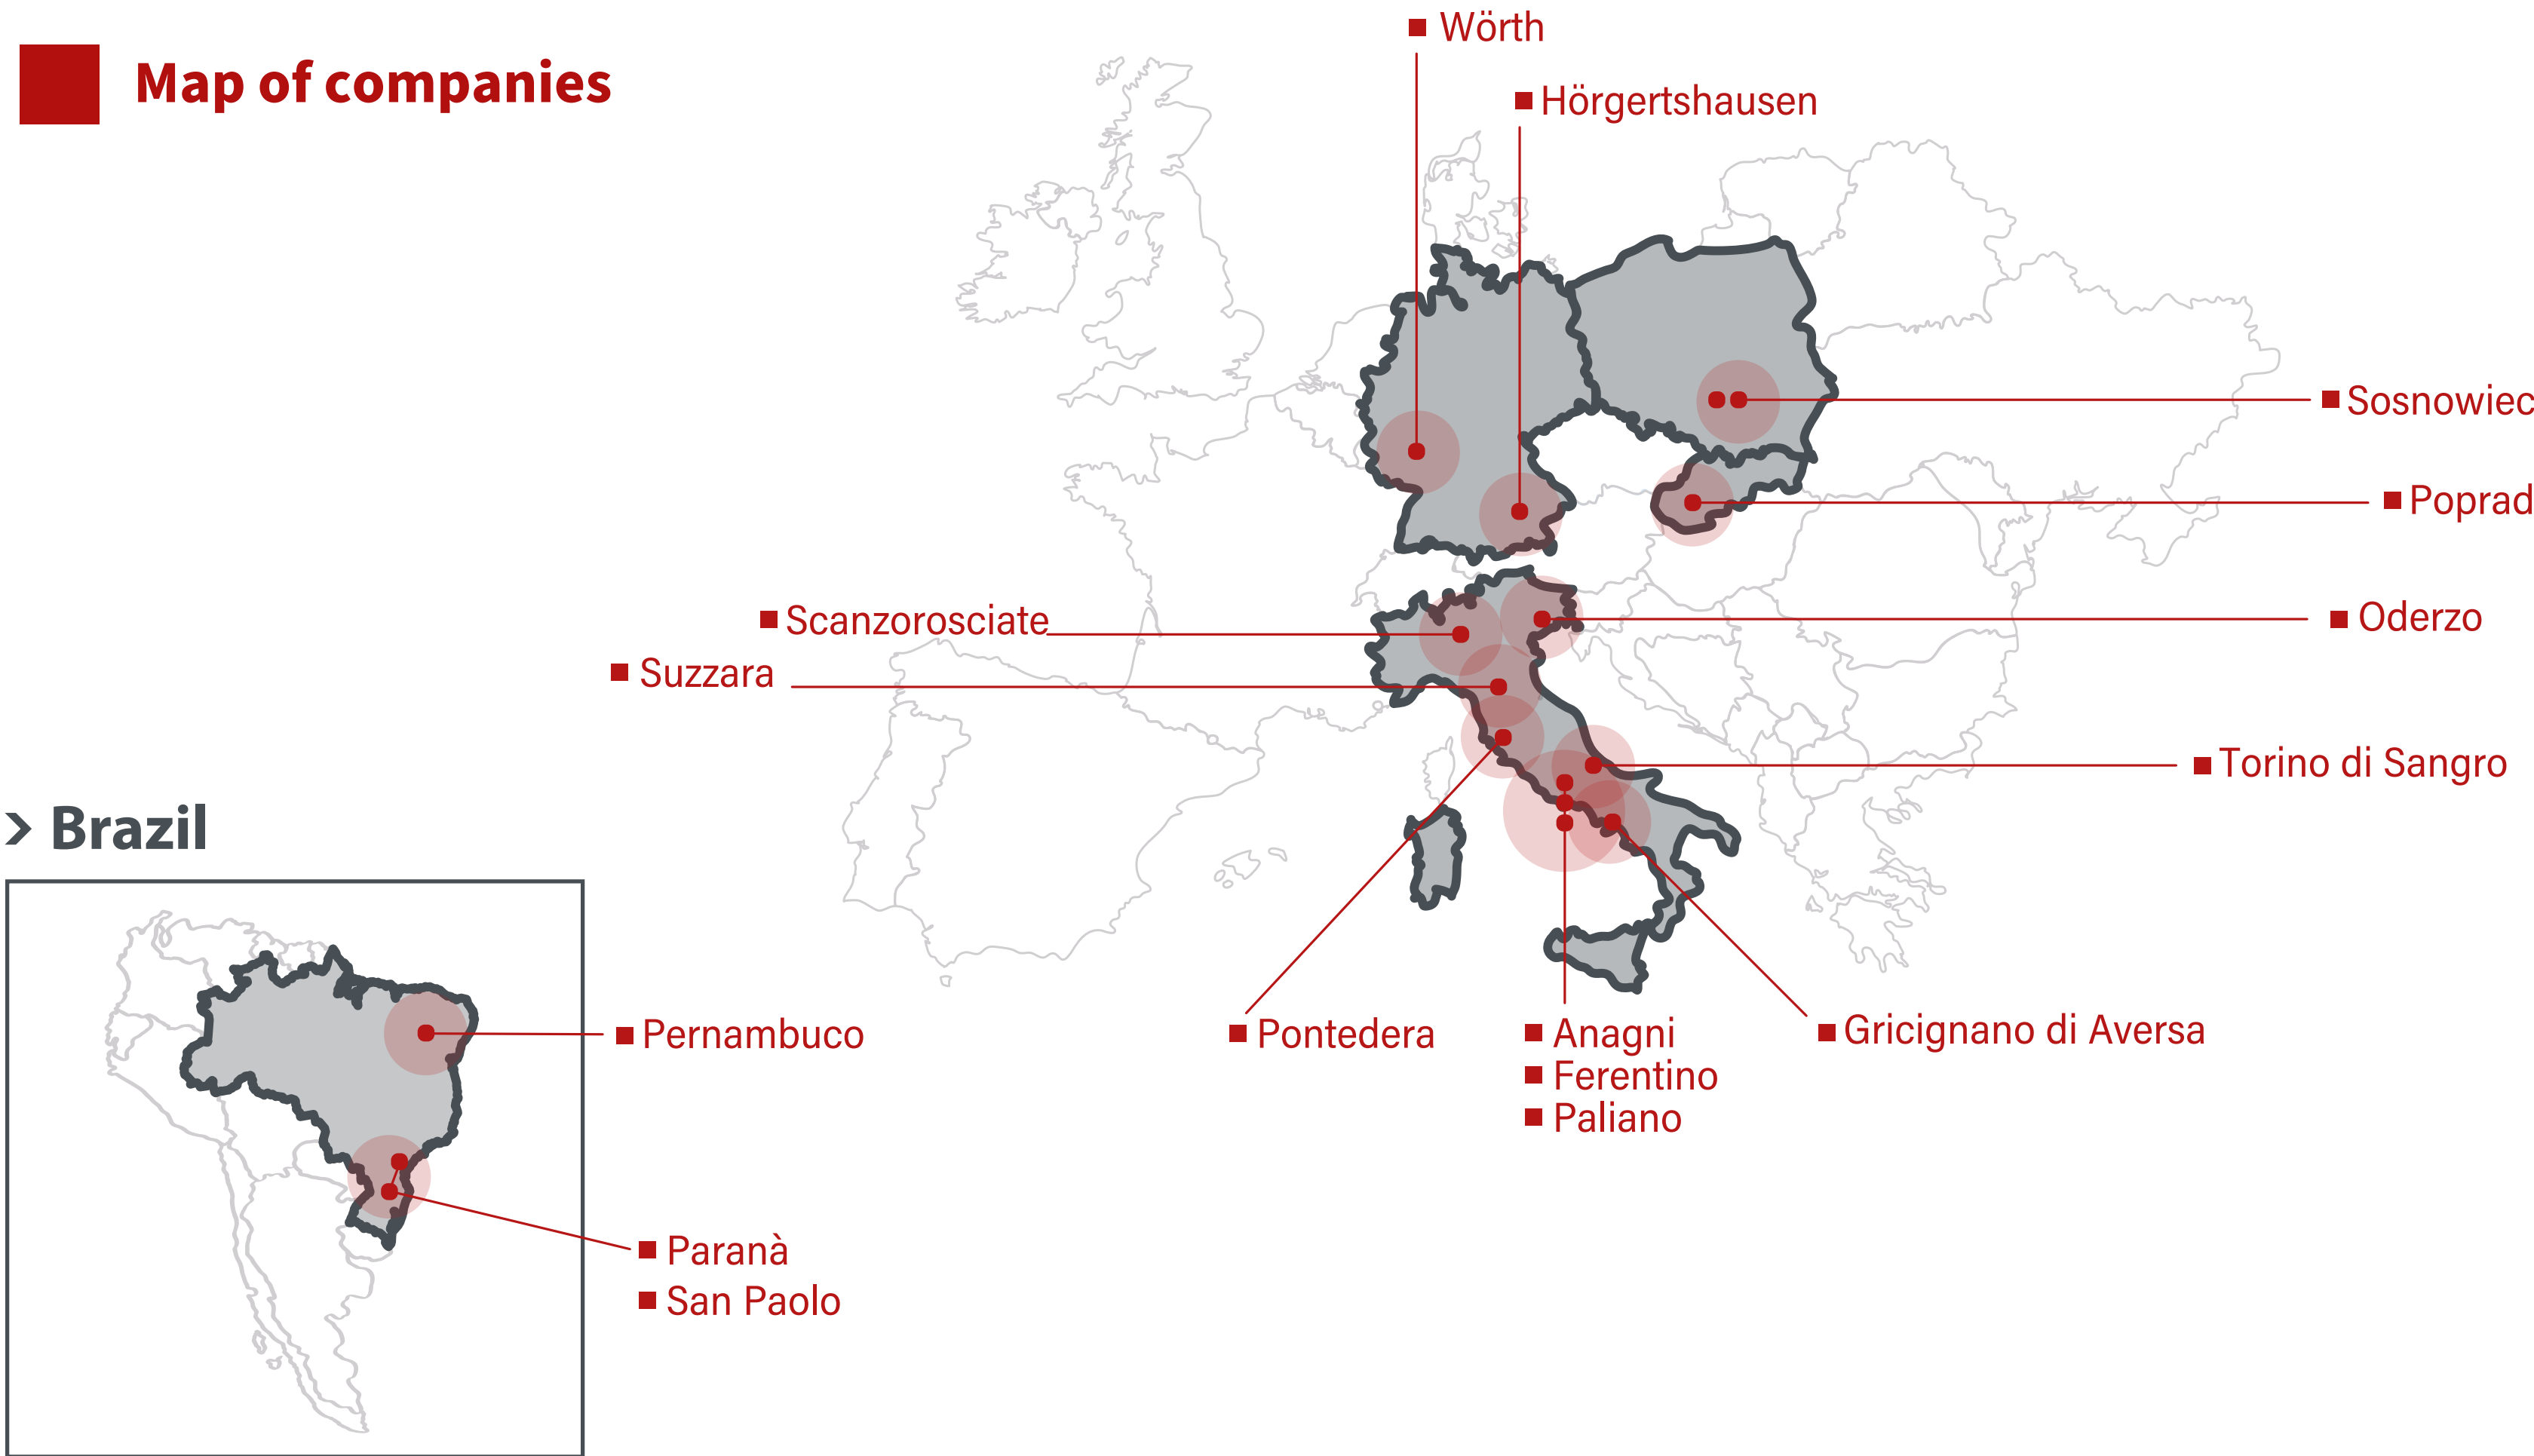 Map of companies
Wörth
Hörgertshausen
Sosnowiec
Poprad
Oderzo
Scanzorosciate
Suzzara
Torino di Sangro
> Brazil
Pernambuco
Pontedera
Anagni
Ferentino
Paliano
Gricignano di Aversa
Paranà
San Paolo